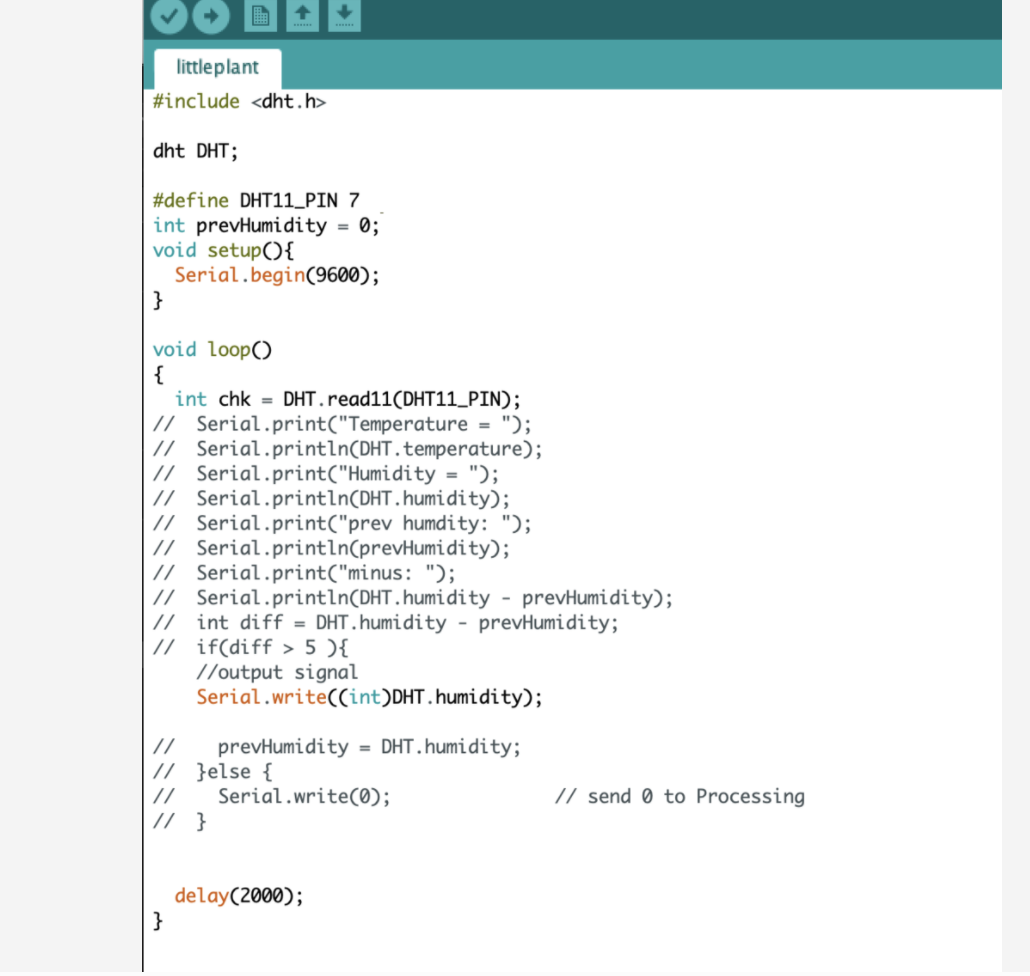 littleplant
#include <dht.h>
dht DHT;
#define DHT11_PIN 7
int prevHumidity = 0;
void setup(){
  Serial.begin(9600);
}
void loop()
{
  int chk = DHT.read11(DHT11_PIN);
//  Serial.print("Temperature = ");
//  Serial.println(DHT.temperature);
//  Serial.print("Humidity = ");
//  Serial.println(DHT.humidity);
//  Serial.print("prev humdity: ");
//  Serial.println(prevHumidity);
//  Serial.print("minus: ");
//  Serial.println(DHT.humidity - prevHumidity);
//  int diff = DHT.humidity - prevHumidity;
//  if(diff > 5 ){
    //output signal
    Serial.write((int)DHT.humidity);
//    prevHumidity = DHT.humidity;
//  }else {
//    Serial.write(0);               // send 0 to Processing
//  }
  delay(2000);
}